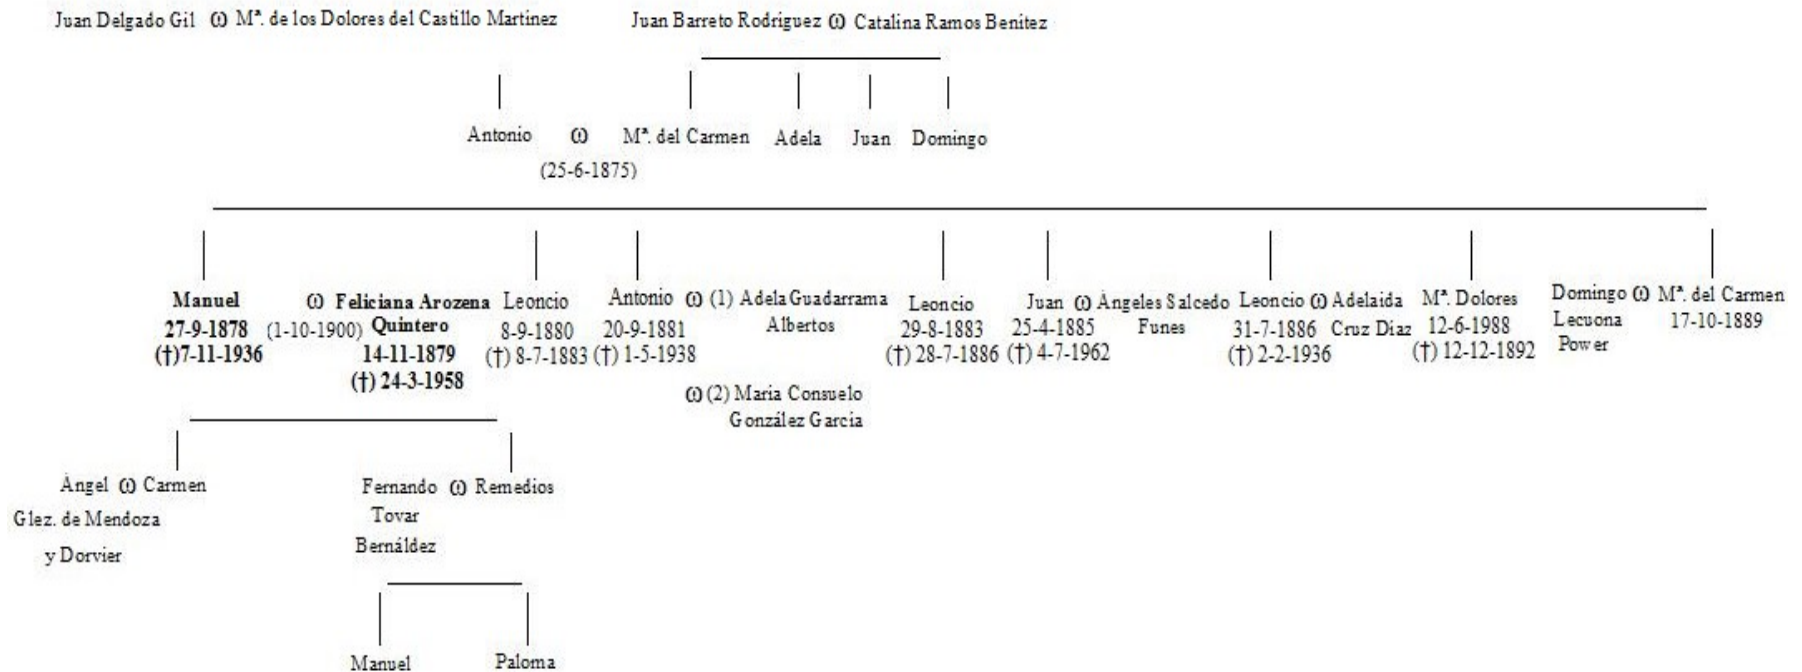 Juan Delgado Gil ω Mª. de los Dolores del Castillo Martinez
Juan Barreto Rodriguez ω Catalina Ramos Benitez
Antonio ω Mª. del Carmen Adela Juan Domingo
(25-6-1875)
Manuel
27-9-1878
(†)7-11-1936
ω Feliciana Arozena
(1-10-1900) Quintero
14-11-1879
(†) 24-3-1958
Leoncio
8-9-1880
(†) 8-7-1883
Antonio ω (1) Adela Guadarrama
20-9-1881 Albertos
(†) 1-5-1938
ω (2) Maria Consuelo
González Garcia
Leoncio
29-8-1883
(†) 28-7-1886
Juan ω Ángeles Salcedo
25-4-1885 Funes
(†) 4-7-1962
Leoncio ω Adelaida
31-7-1886 Cruz Diaz
(†) 2-2-1936
Mª. Dolores
12-6-1988
(†) 12-12-1892
Domingo ω Mª. del Carmen
Lecuona 17-10-1889
Power
Ángel ω Carmen
Glez. de Mendoza
y Dorvier
Fernando ω Remedios
Tovar
Bernáldez
Manuel Paloma